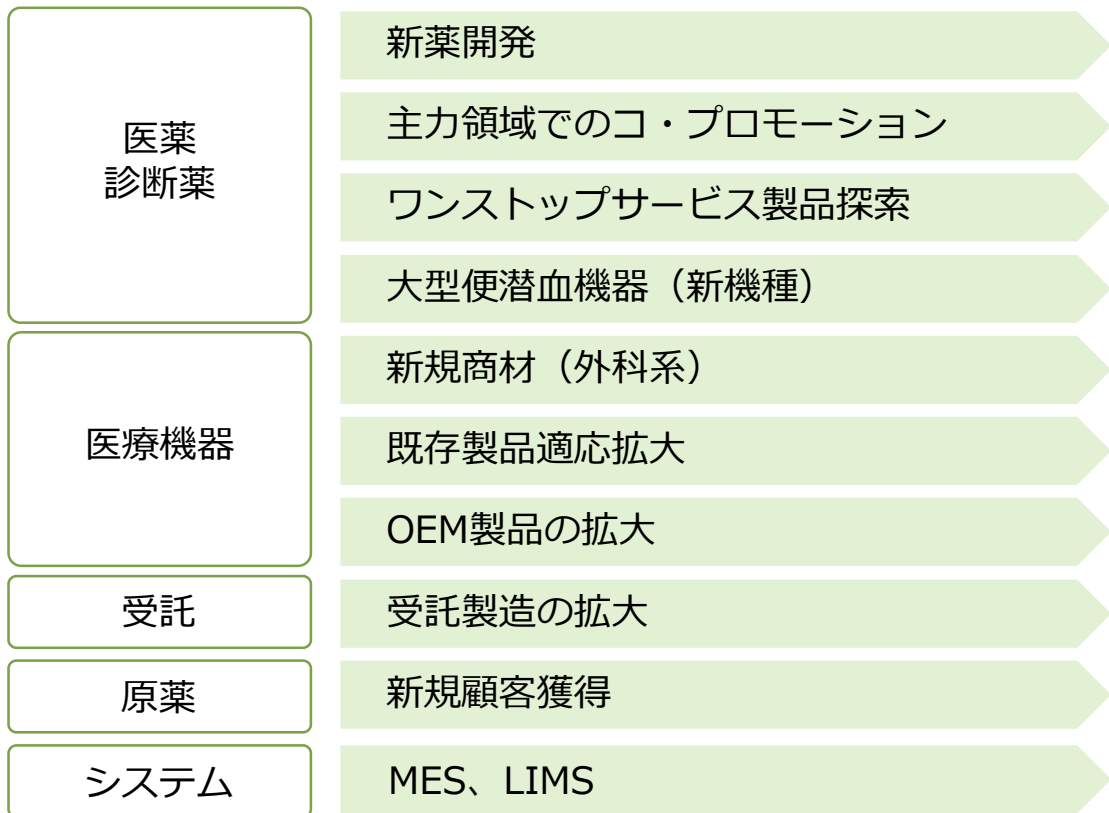 医薬
診断薬
新薬開発
主力領域でのコ・プロモーション
ワンストップサービス製品探索
大型便潜血機器（新機種）
医療機器
新規商材（外科系）
既存製品適応拡大
OEM製品の拡大
受託
受託製造の拡大
原薬
新規顧客獲得
システム
MES、LIMS